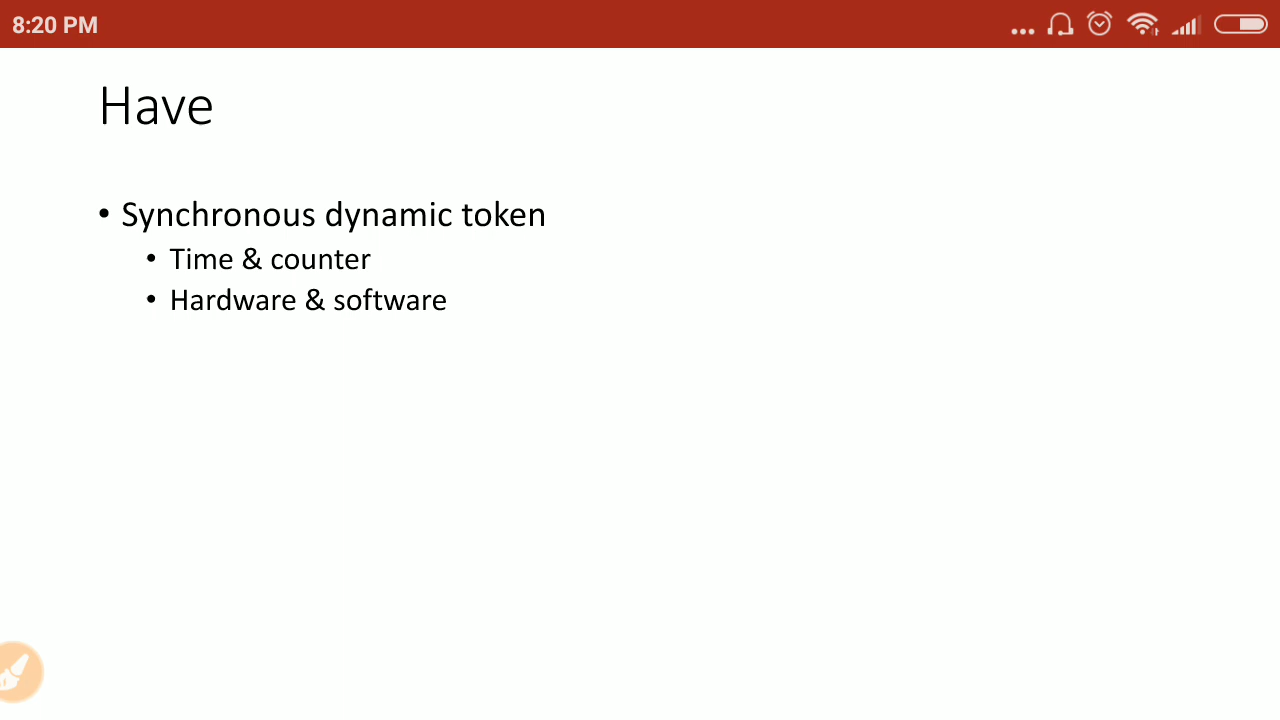 8:20 PM
Have
• Synchronous dynamic token
• Time & counter
• Hardware & software